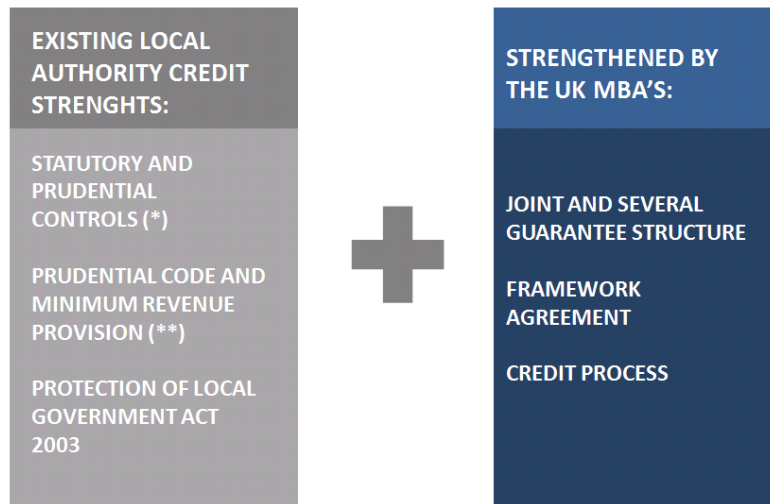 EXISTING LOCAL
AUTHORITY CREDIT
STRENGHTS:
STATUTORY AND
PRUDENTIAL
CONTROLS (*)
PRUDENTIAL CODE AND
MINIMUM REVENUE
PROVISION (**)
PROTECTION OF LOCAL
GOVERNMENT ACT
2003
STRENGTHENED BY
THE UK MBA'S:
JOINT AND SEVERAL
GUARANTEE STRUCTURE
FRAMEWORK
AGREEMENT
CREDIT PROCESS